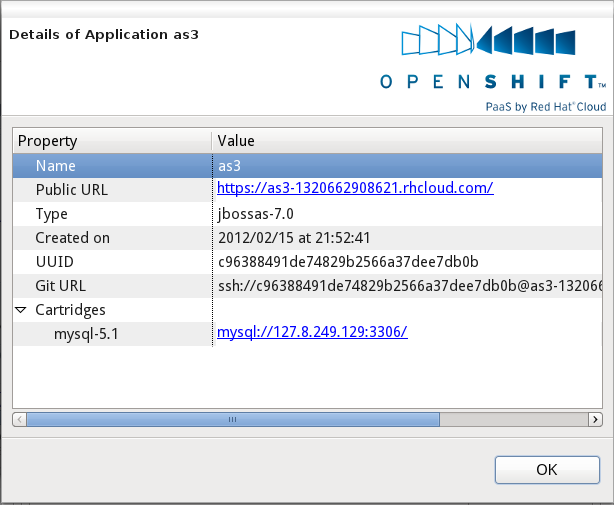 Details of Application as3
OPENSHIFT™
PaaS by Red Hat® Cloud
Property Value
Name as3
Public URL https://as3-1320662908621.rhcloud.com/
Type jbossas-7.0
Created on 2012/02/15 at 21:52:41
UUID c96388491de74829b2566a37dee7db0b
Git URL ssh://c96388491de74829b2566a37dee7db0b@as3-132066
Cartridges
mysql-5.1 mysql://127.8.249.129:3306/
OK